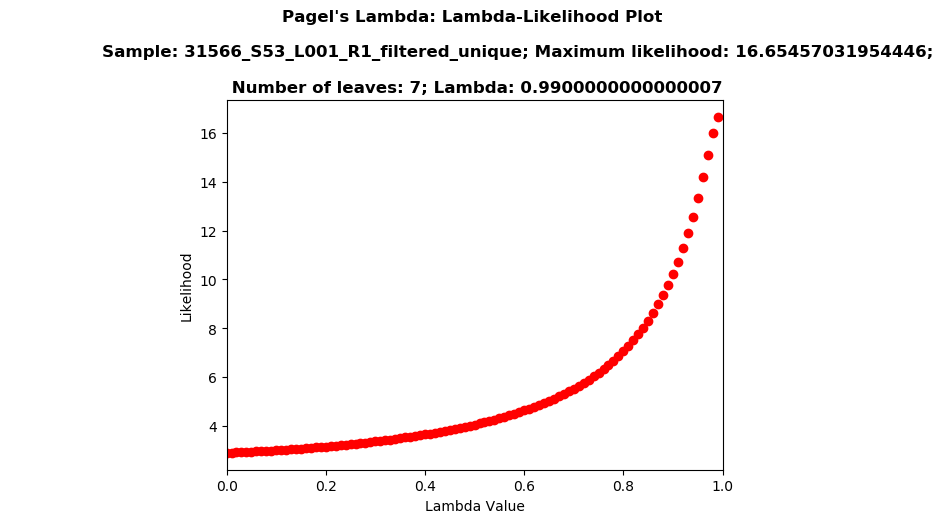 Pagel's Lambda: Lambda-Likelihood Plot
Sample: 31566_S53_L001_R1_filtered_unique; Maximum likelihood: 16.65457031954446;
Number of leaves: 7; Lambda: 0.9900000000000007
16
14
12
10
8
6
4
Likelihood
0.0 0.2 0.4 0.6 0.8 1.0
Lambda Value